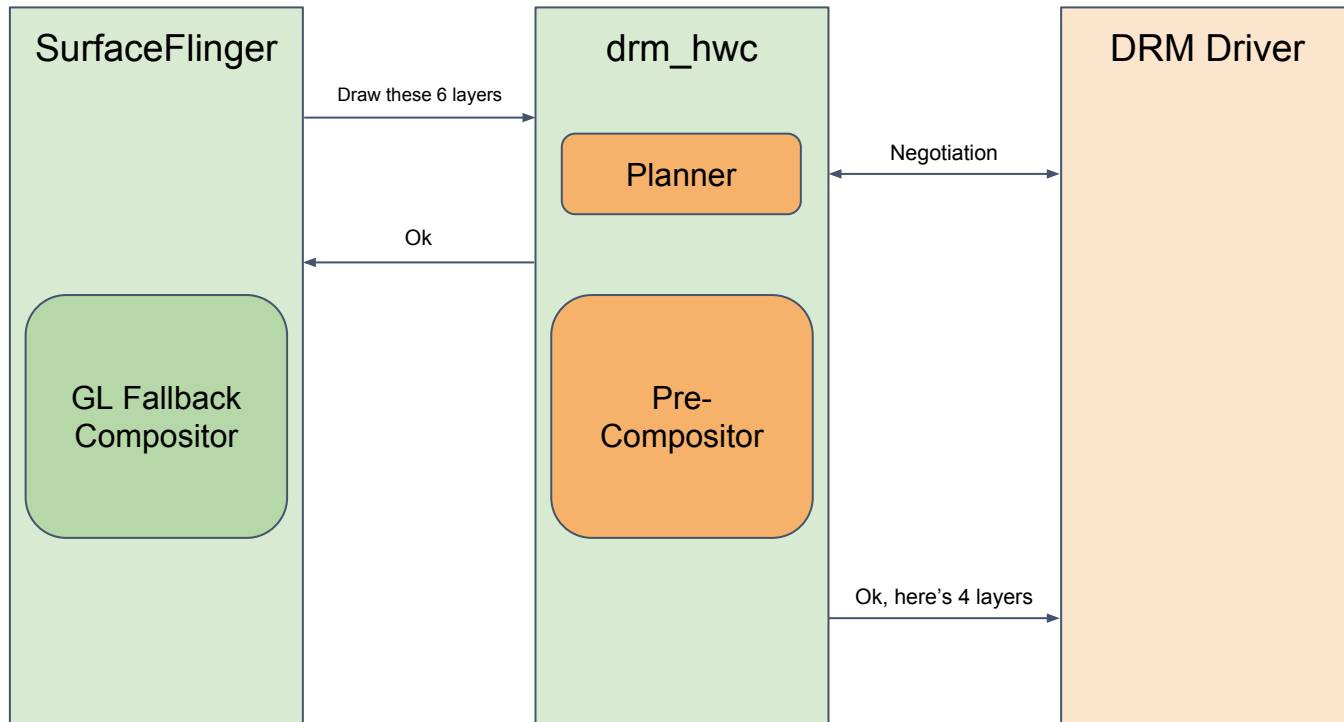 SurfaceFlinger
drm_hwc
DRM Driver
Draw these 6 layers
Planner
Negotiation
Ok
GL Fallback
Compositor
Pre-
Compositor
Ok, here’s 4 layers